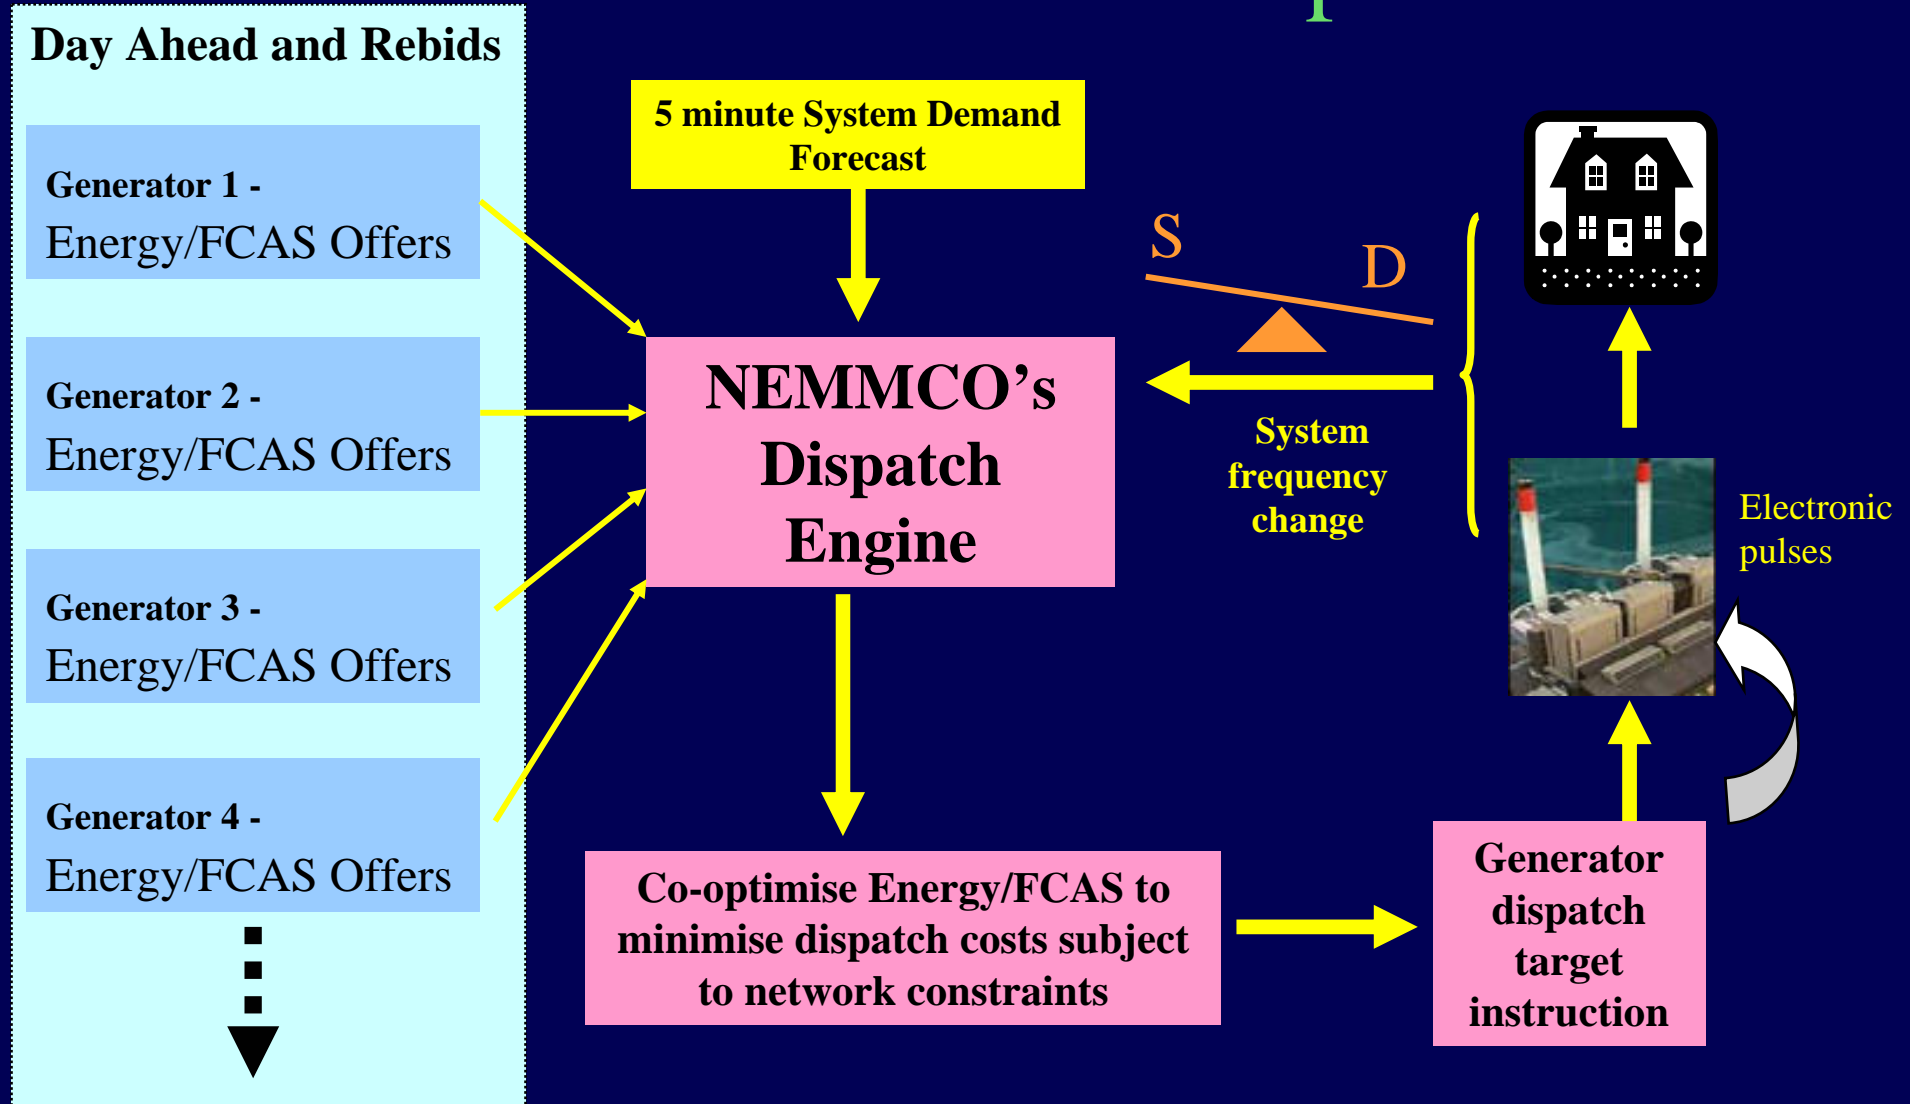 Day Ahead and Rebids
Generator 1 -
Energy/FCAS Offers
Generator 2 -
Energy/FCAS Offers
Generator 3 -
Energy/FCAS Offers
Generator 4 -
Energy/FCAS Offers
5 minute System Demand
Forecast
NEMMCO’s
Dispatch
Engine
S
D
System
frequency
change
Electronic
pulses
Co-optimise Energy/FCAS to
minimise dispatch costs subject
to network constraints
Generator
dispatch
target
instruction